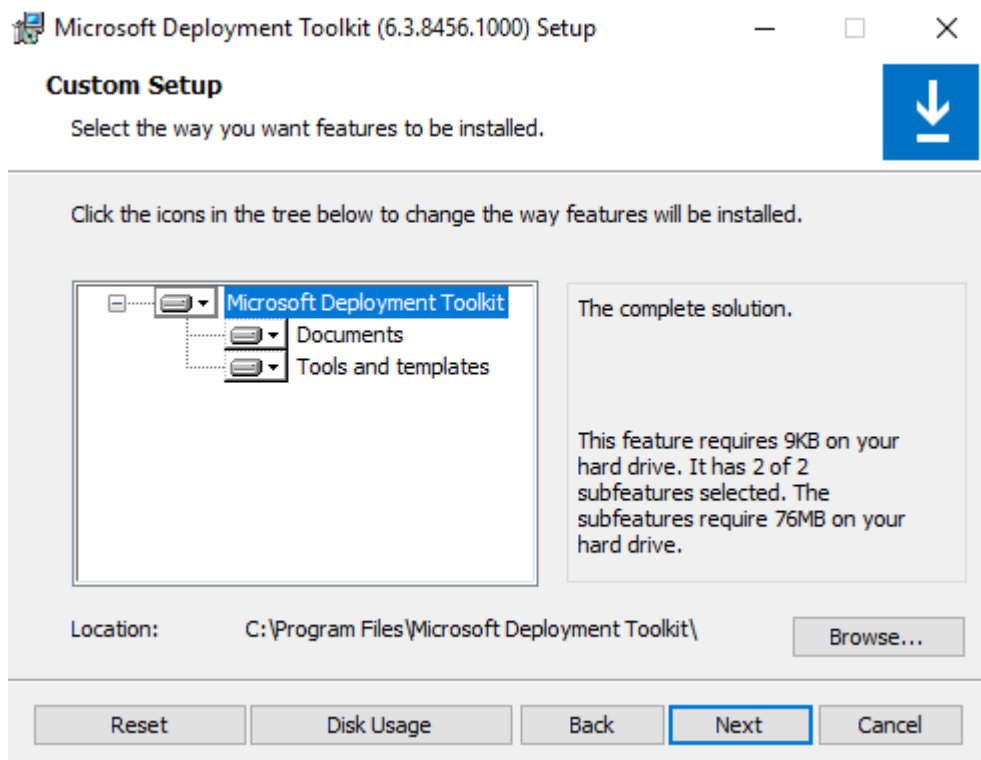 Microsoft Deployment Toolkit (6.3.8456.1000) Setup
Custom Setup
Select the way you want features to be installed.
Click the icons in the tree below to change the way features will be installed.
Microsoft Deployment Toolkit
Documents
Tools and templates
The complete solution.
This feature requires 9KB on your
hard drive. It has 2 of 2
subfeatures selected. The
subfeatures require 76MB on your
hard drive.
Location: C:\Program Files\Microsoft Deployment Toolkit\
Browse...
Reset Disk Usage Back Next Cancel